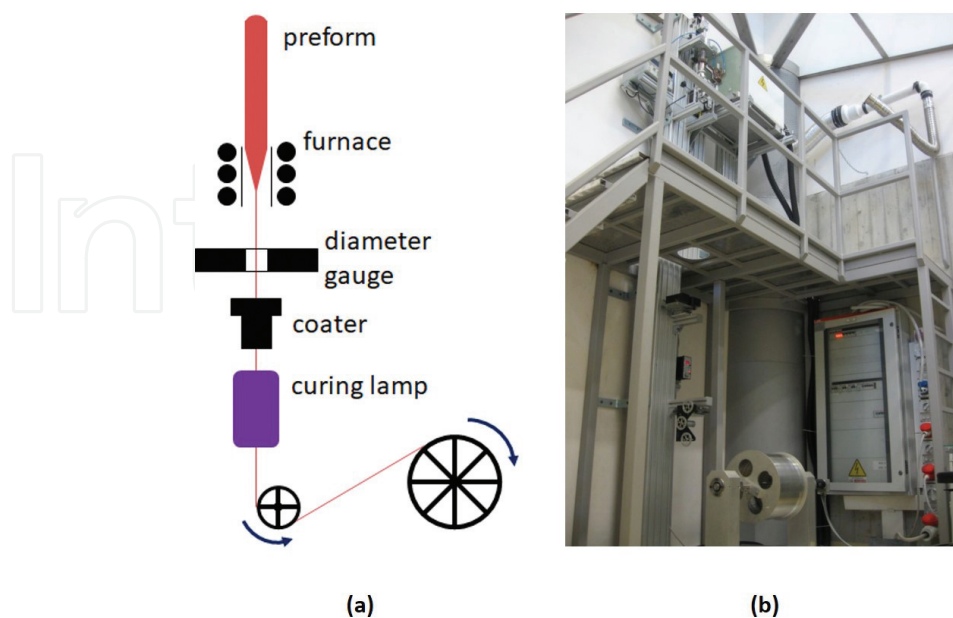 preform
furnace
diameter
gauge
coater
curing lamp
(a)
(b)